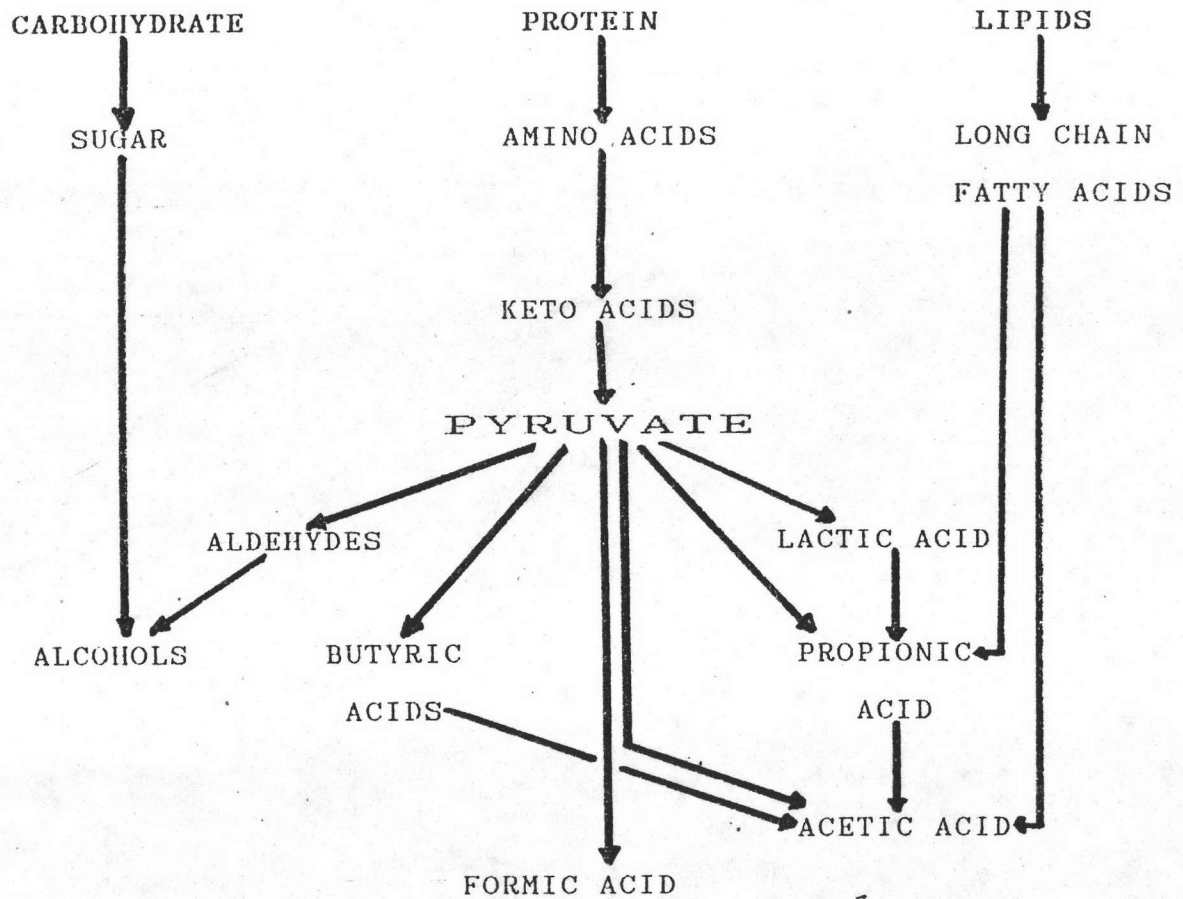 CARBOHYDRATE PROTEIN LIPIDS
SUGAR AMINO ACIDS LONG CHAIN
FATTY ACIDS
KETO ACIDS
PYRUVATE
ALDEHYDES LACTIC ACID
ALCOHOLS BUTYRIC PROPIONIC
ACIDS ACID
ACETIC ACID
FORMIC ACID